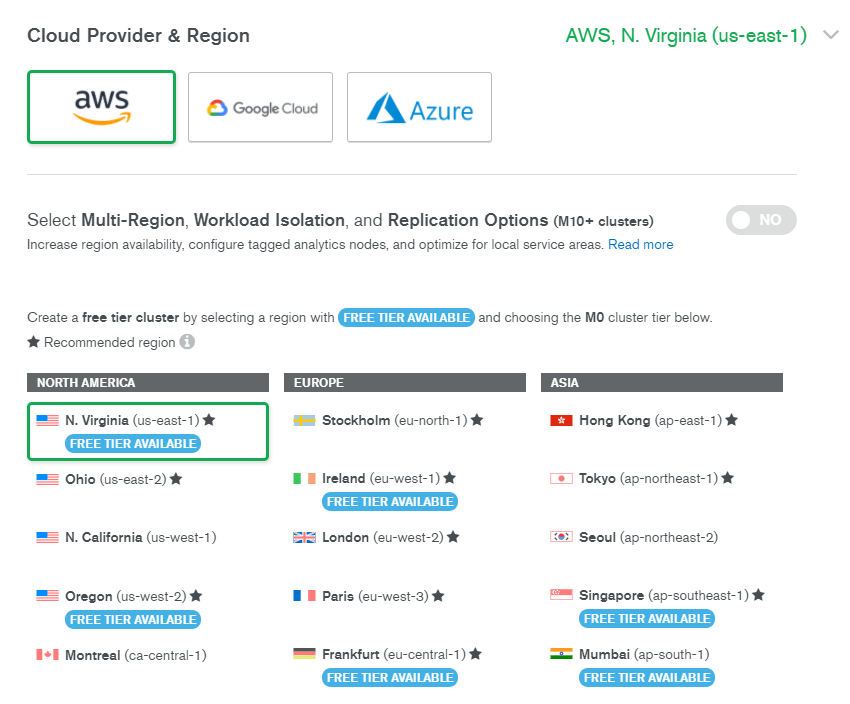 Cloud Provider & Region
AWS, N. Virginia (us-east-1)
aws
Google Cloud
Azure
Select Multi-Region, Workload Isolation, and Replication Options (M10+ clusters)
NO
Increase region availability, configure tagged analytics nodes, and optimize for local service areas. Read more
Create a free tier cluster by selecting a region with FREE TIER AVAILABLE and choosing the M0 cluster tier below.
★ Recommended region i
NORTH AMERICA
N. Virginia (us-east-1) ★
FREE TIER AVAILABLE
Ohio (us-east-2) ★
N. California (us-west-1)
Oregon (us-west-2) ★
FREE TIER AVAILABLE
Montreal (ca-central-1)
EUROPE
Stockholm (eu-north-1) ★
Ireland (eu-west-1) ★
FREE TIER AVAILABLE
London (eu-west-2) ★
Paris (eu-west-3) ★
Frankfurt (eu-central-1) ★
FREE TIER AVAILABLE
ASIA
Hong Kong (ap-east-1) ★
Tokyo (ap-northeast-1) ★
Seoul (ap-northeast-2)
Singapore (ap-southeast-1) ★
FREE TIER AVAILABLE
Mumbai (ap-south-1)
FREE TIER AVAILABLE